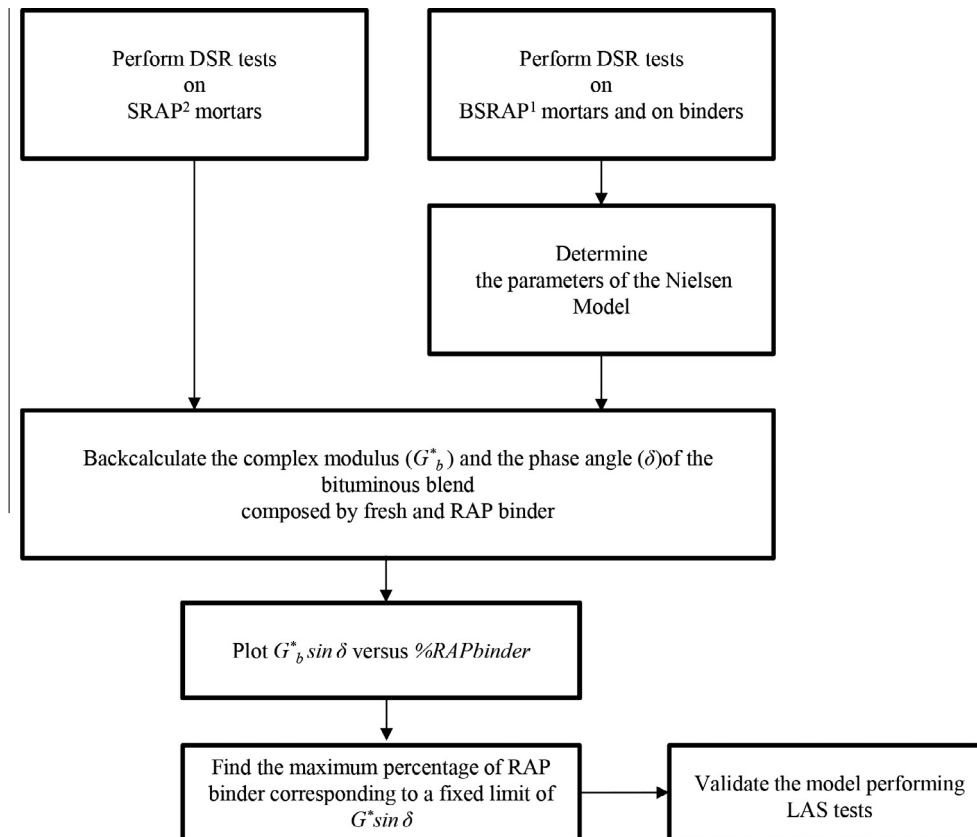 Perform DSR tests
on
SRAP² mortars
Perform DSR tests
on
BSRAP¹ mortars and on binders
Determine
the parameters of the Nielsen
Model
Backcalculate the complex modulus (G*b) and the phase angle (δ)of the
bituminous blend
composed by fresh and RAP binder
Plot G*b sin δ versus %RAPbinder
Find the maximum percentage of RAP
binder corresponding to a fixed limit of
G*sin δ
Validate the model performing
LAS tests